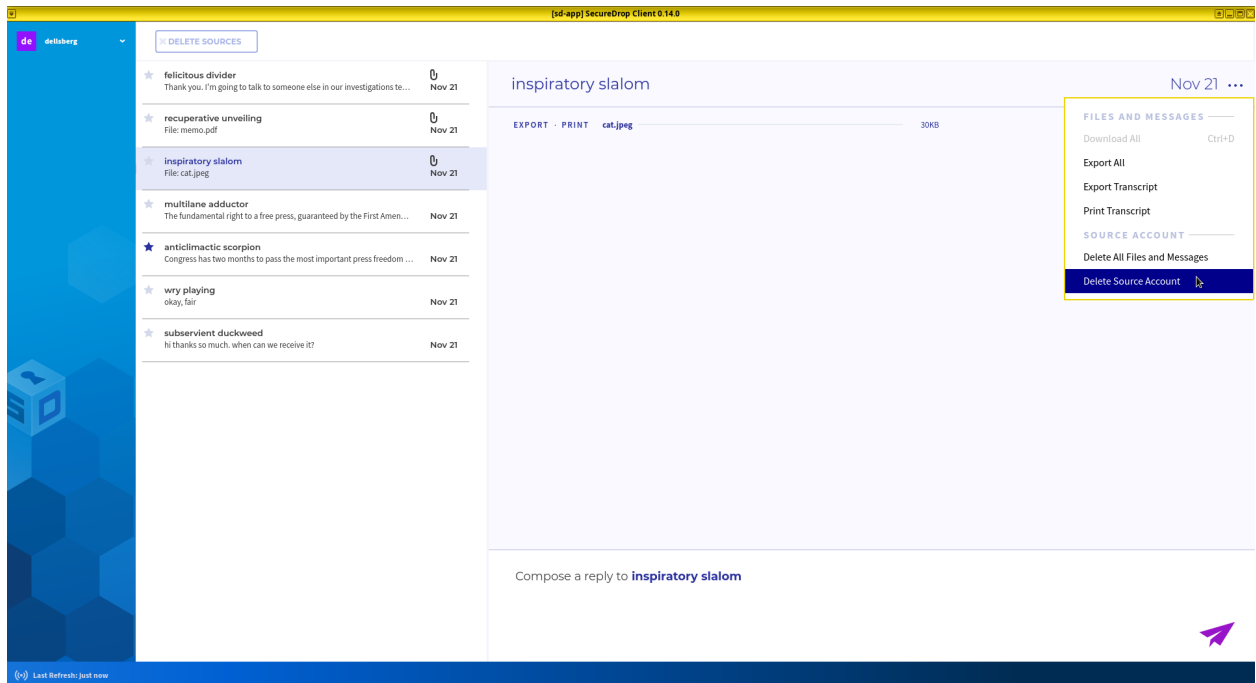 [sd-app] SecureDrop Client 0.14.0
de dellsberg
DELETE SOURCES
felicitous divider
Thank you. I'm going to talk to someone else in our investigations te... Nov 21
recuperative unveiling
File: memo.pdf Nov 21
inspiratory slalom
File: cat.jpeg Nov 21
multilane adductor
The fundamental right to a free press, guaranteed by the First Amen... Nov 21
anticlimactic scorpion
Congress has two months to pass the most important press freedom ... Nov 21
wry playing
okay, fair Nov 21
subservient duckweed
hi thanks so much. when can we receive it? Nov 21
inspiratory slalom Nov 21
EXPORT · PRINT cat.jpeg 30KB
FILES AND MESSAGES
Download All Ctrl+D
Export All
Export Transcript
Print Transcript
SOURCE ACCOUNT
Delete All Files and Messages
Delete Source Account
Compose a reply to inspiratory slalom
SD
Last Refresh: just now